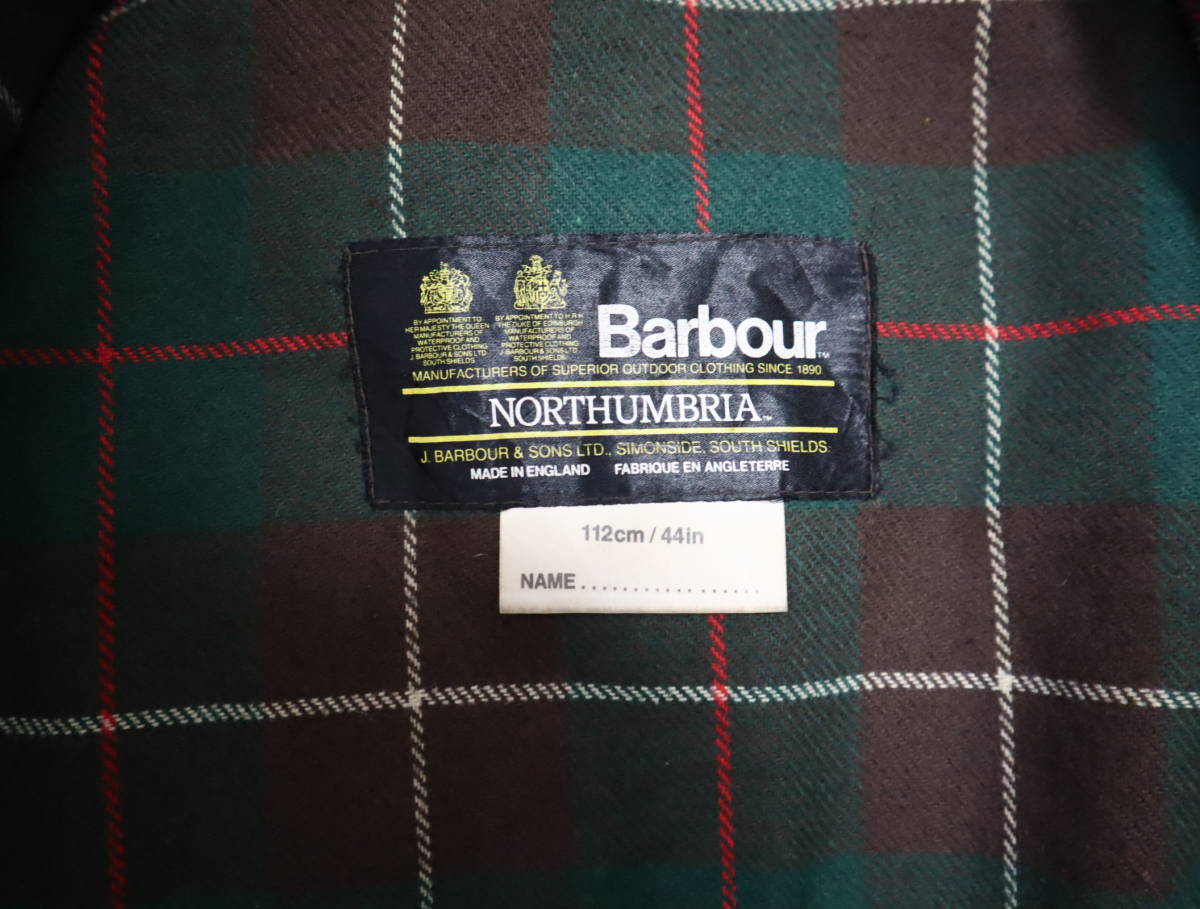 BY APPOINTMENT TO
HER MAJESTY THE QUEEN
MANUFACTURERS OF
WATERPROOF AND
PROTECTIVE CLOTHING
J. BARBOUR & SONS LTD
SOUTH SHIELDS
BY APPOINTMENT TO H R H
THE DUKE OF EDINBURGH
MANUFACTURERS OF
WATERPROOF AND
PROTECTIVE CLOTHING
J. BARBOUR & SONS LTD
SOUTH SHIELDS
Barbour™
MANUFACTURERS OF SUPERIOR OUTDOOR CLOTHING SINCE 1890
NORTHUMBRIA™
J. BARBOUR & SONS LTD., SIMONSIDE, SOUTH SHIELDS.
MADE IN ENGLAND FABRIQUE EN ANGLETERRE
112cm / 44in
NAME..................